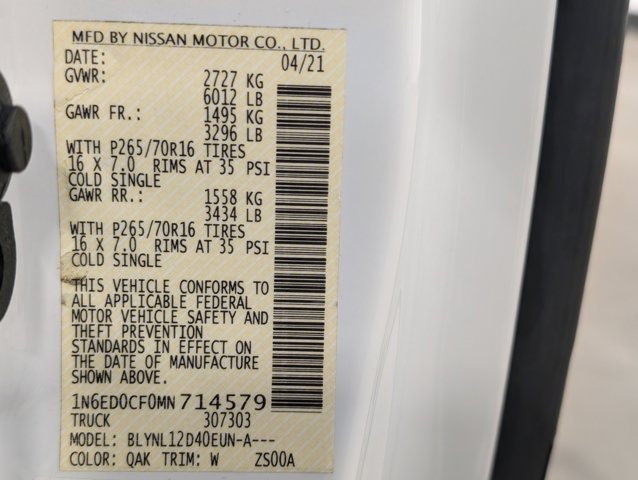 MFD BY NISSAN MOTOR CO., LTD.
DATE: 04/21
GVWR: 2727 KG
6012 LB
GAWR FR.: 1495 KG
3296 LB
WITH P265/70R16 TIRES
16 X 7.0 RIMS AT 35 PSI
COLD SINGLE
GAWR RR.: 1558 KG
3434 LB
WITH P265/70R16 TIRES
16 X 7.0 RIMS AT 35 PSI
COLD SINGLE
THIS VEHICLE CONFORMS TO
ALL APPLICABLE FEDERAL
MOTOR VEHICLE SAFETY AND
THEFT PREVENTION
STANDARDS IN EFFECT ON
THE DATE OF MANUFACTURE
SHOWN ABOVE.
1N6ED0CF0MN714579
TRUCK 307303
MODEL: BLYNL12D40EUN-A---
COLOR: QAK TRIM: W ZS00A